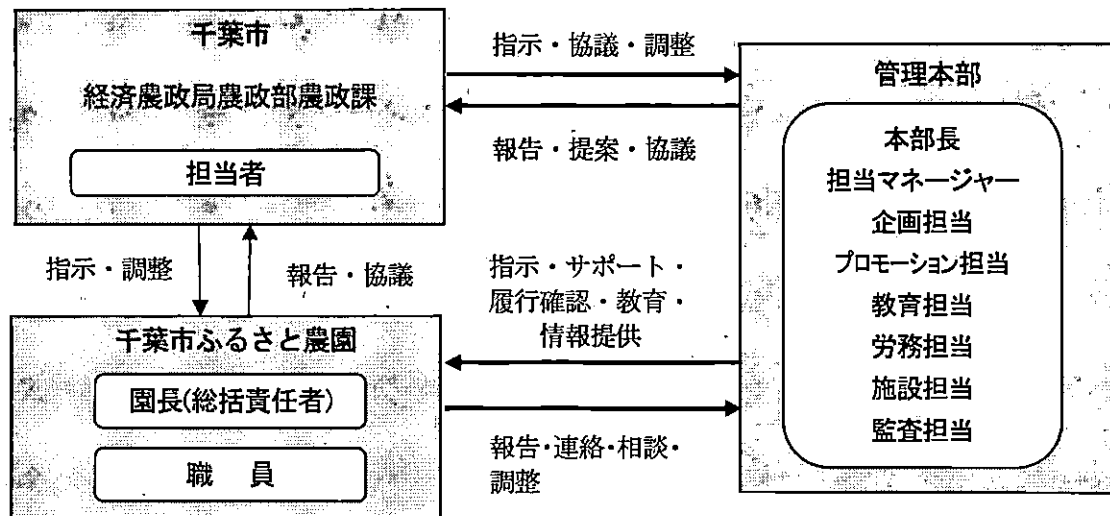 千葉市
経済農政局農政部農政課
担当者
指示・協議・調整
報告・提案・協議
管理本部
本部長
担当マネージャー
企画担当
プロモーション担当
教育担当
労務担当
施設担当
監査担当
指示・調整
報告・協議
指示・サポート・
履行確認・教育・
情報提供
千葉市ふるさと農園
園長(総括責任者)
職 員
報告・連絡・相談・
調整